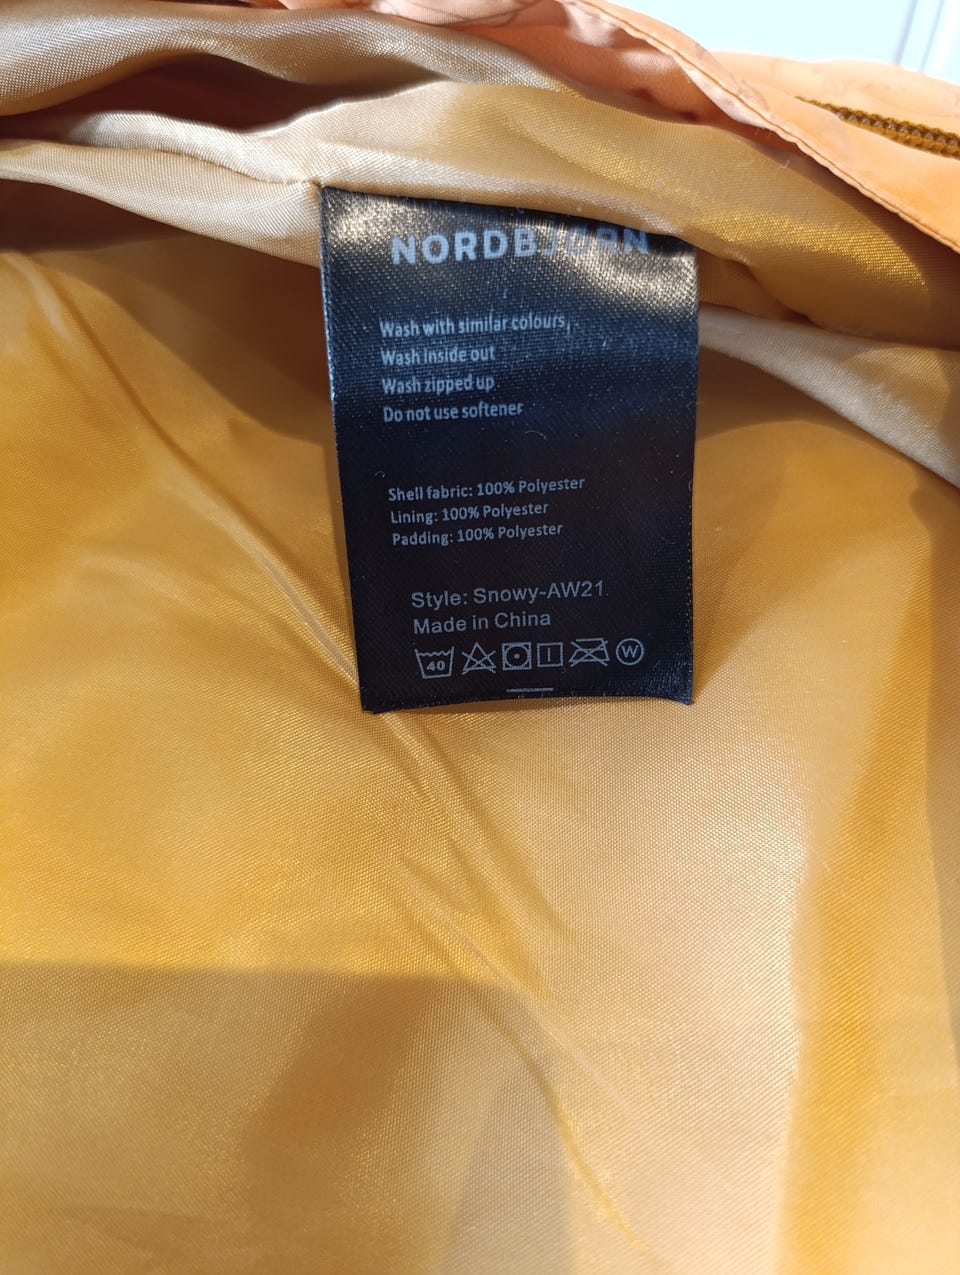 NORDBJØRN
Wash with similar colours,
Wash inside out
Wash zipped up
Do not use softener
Shell fabric: 100% Polyester
Lining: 100% Polyester
Padding: 100% Polyester
Style: Snowy-AW21
Made in China
40 W